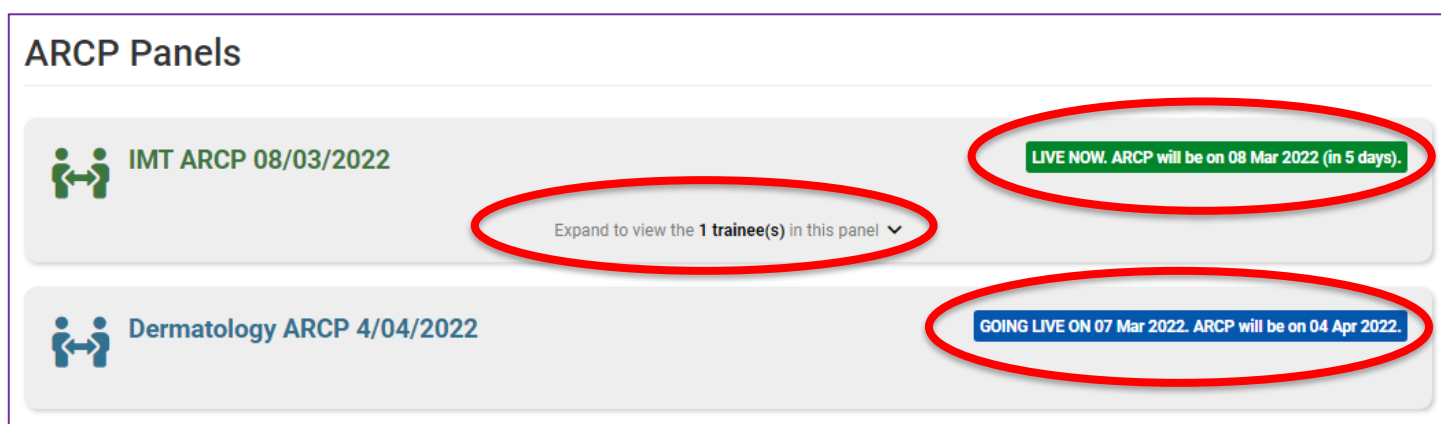 ARCP Panels
IMT ARCP 08/03/2022
LIVE NOW. ARCP will be on 08 Mar 2022 (in 5 days).
Expand to view the 1 trainee(s) in this panel
Dermatology ARCP 4/04/2022
GOING LIVE ON 07 Mar 2022. ARCP will be on 04 Apr 2022.